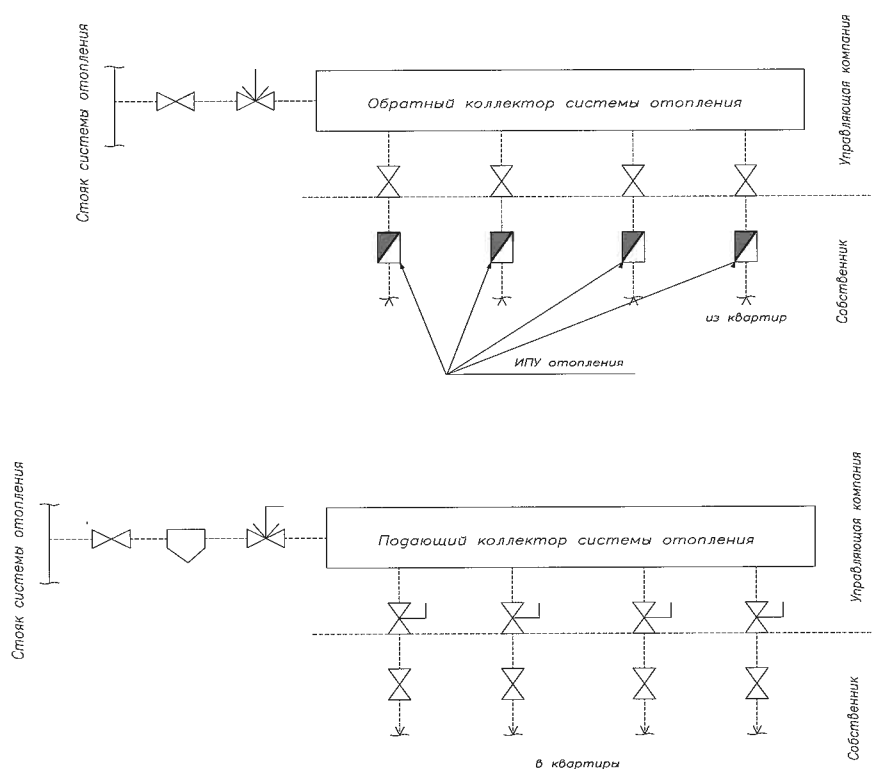 Стояк системы отопления
Обратный коллектор системы отопления
Управляющая компания
Собственник
из квартир
ИПУ отопления
Стояк системы отопления
Подающий коллектор системы отопления
Управляющая компания
Собственник
в квартиры